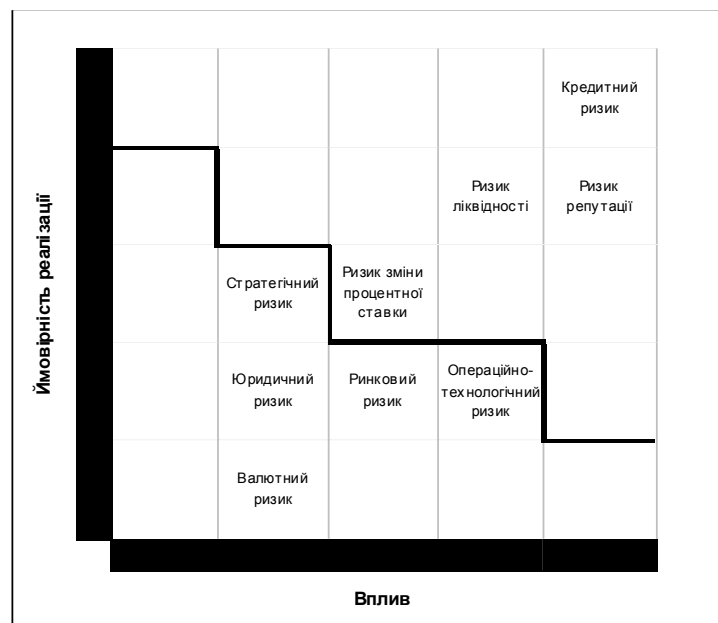 Кредитний
ризик
Ризик
ліквідності
Ризик
репутації
Стратегічний
ризик
Ризик зміни
процентної
ставки
Юридичний
ризик
Ринковий
ризик
Операційно-
технологічний
ризик
Валютний
ризик
Ймовірність реалізації
Вплив